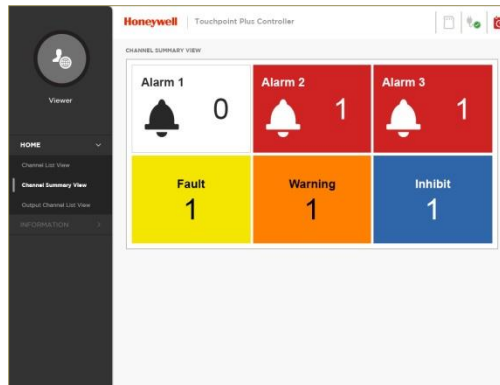 Honeywell Touchpoint Plus Controller
Viewer
HOME
Channel List View
Channel Summary View
Output Channel List View
INFORMATION
CHANNEL SUMMARY VIEW
Alarm 1 Alarm 2 Alarm 3
0 1 1
Fault Warning Inhibit
1 1 1